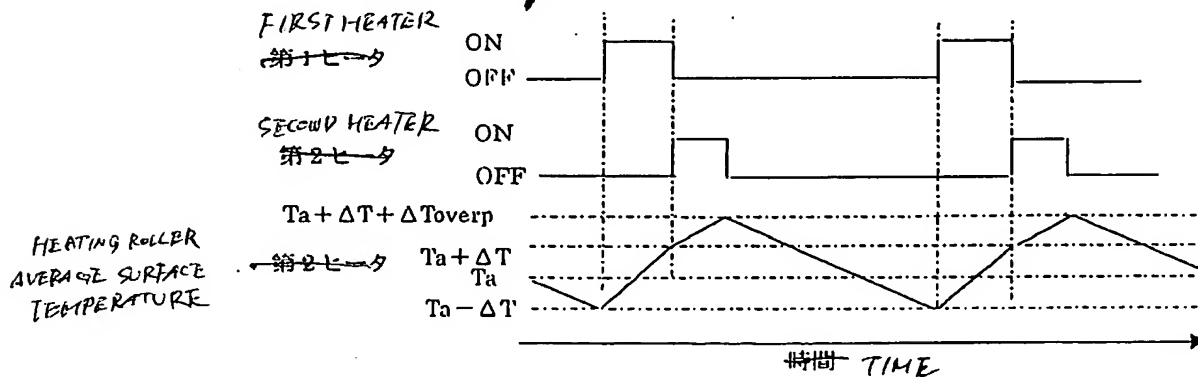 FIRST HEATER
第1ヒータ
ON
OFF
SECOND HEATER
第2ヒータ
ON
OFF
Ta+ΔT+ΔToverp
HEATING ROLLER
AVERAGE SURFACE
TEMPERATURE
第2ヒータ
Ta+ΔT
Ta
Ta−ΔT
時間 TIME